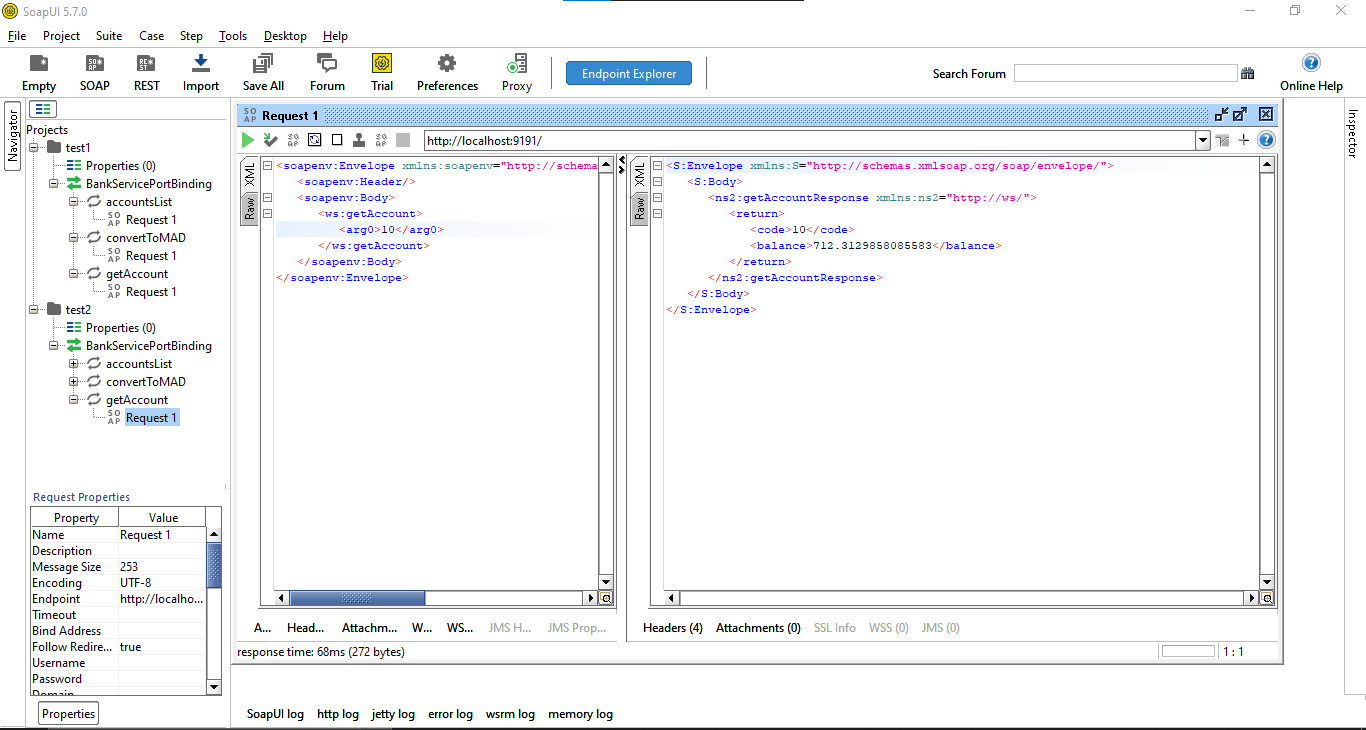 SoapUI 5.7.0
File Project Suite Case Step Tools Desktop Help
Empty SOAP REST Import Save All Forum Trial Preferences Proxy Endpoint Explorer Search Forum Online Help
Navigator
Projects
test1
Properties (0)
BankServicePortBinding
accountsList
Request 1
convertToMAD
Request 1
getAccount
Request 1
test2
Properties (0)
BankServicePortBinding
accountsList
convertToMAD
getAccount
Request 1
Request Properties
Property Value
Name Request 1
Description
Message Size 253
Encoding UTF-8
Endpoint http://localho...
Timeout
Bind Address
Follow Redire... true
Username
Password
Domain
Properties
Request 1
http://localhost:9191/
XML
Raw
<soapenv:Envelope xmlns:soapenv="http://schema
<soapenv:Header/>
<soapenv:Body>
<ws:getAccount>
<arg0>10</arg0>
</ws:getAccount>
</soapenv:Body>
</soapenv:Envelope>
A... Head... Attachm... W... WS... JMS H... JMS Prop...
XML
Raw
<S:Envelope xmlns:S="http://schemas.xmlsoap.org/soap/envelope/">
<S:Body>
<ns2:getAccountResponse xmlns:ns2="http://ws/">
<return>
<code>10</code>
<balance>712.3129858085583</balance>
</return>
</ns2:getAccountResponse>
</S:Body>
</S:Envelope>
Headers (4) Attachments (0) SSL Info WSS (0) JMS (0)
response time: 68ms (272 bytes)
1 : 1
Inspector
SoapUI log http log jetty log error log wsrm log memory log